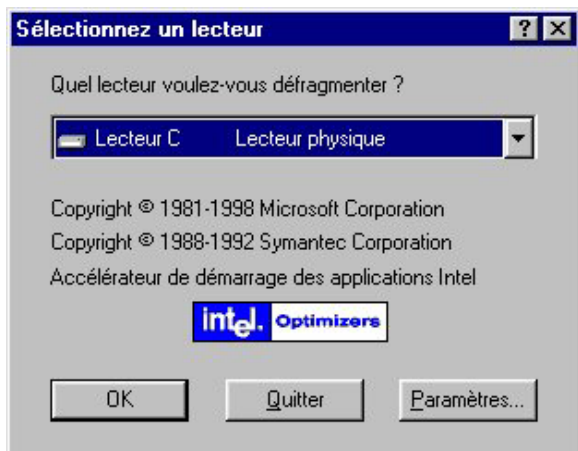 Sélectionnez un lecteur
Quel lecteur voulez-vous défragmenter ?
Lecteur C Lecteur physique
Copyright © 1981-1998 Microsoft Corporation
Copyright © 1988-1992 Symantec Corporation
Accélérateur de démarrage des applications Intel
intel. Optimizers
OK Quitter Paramètres...